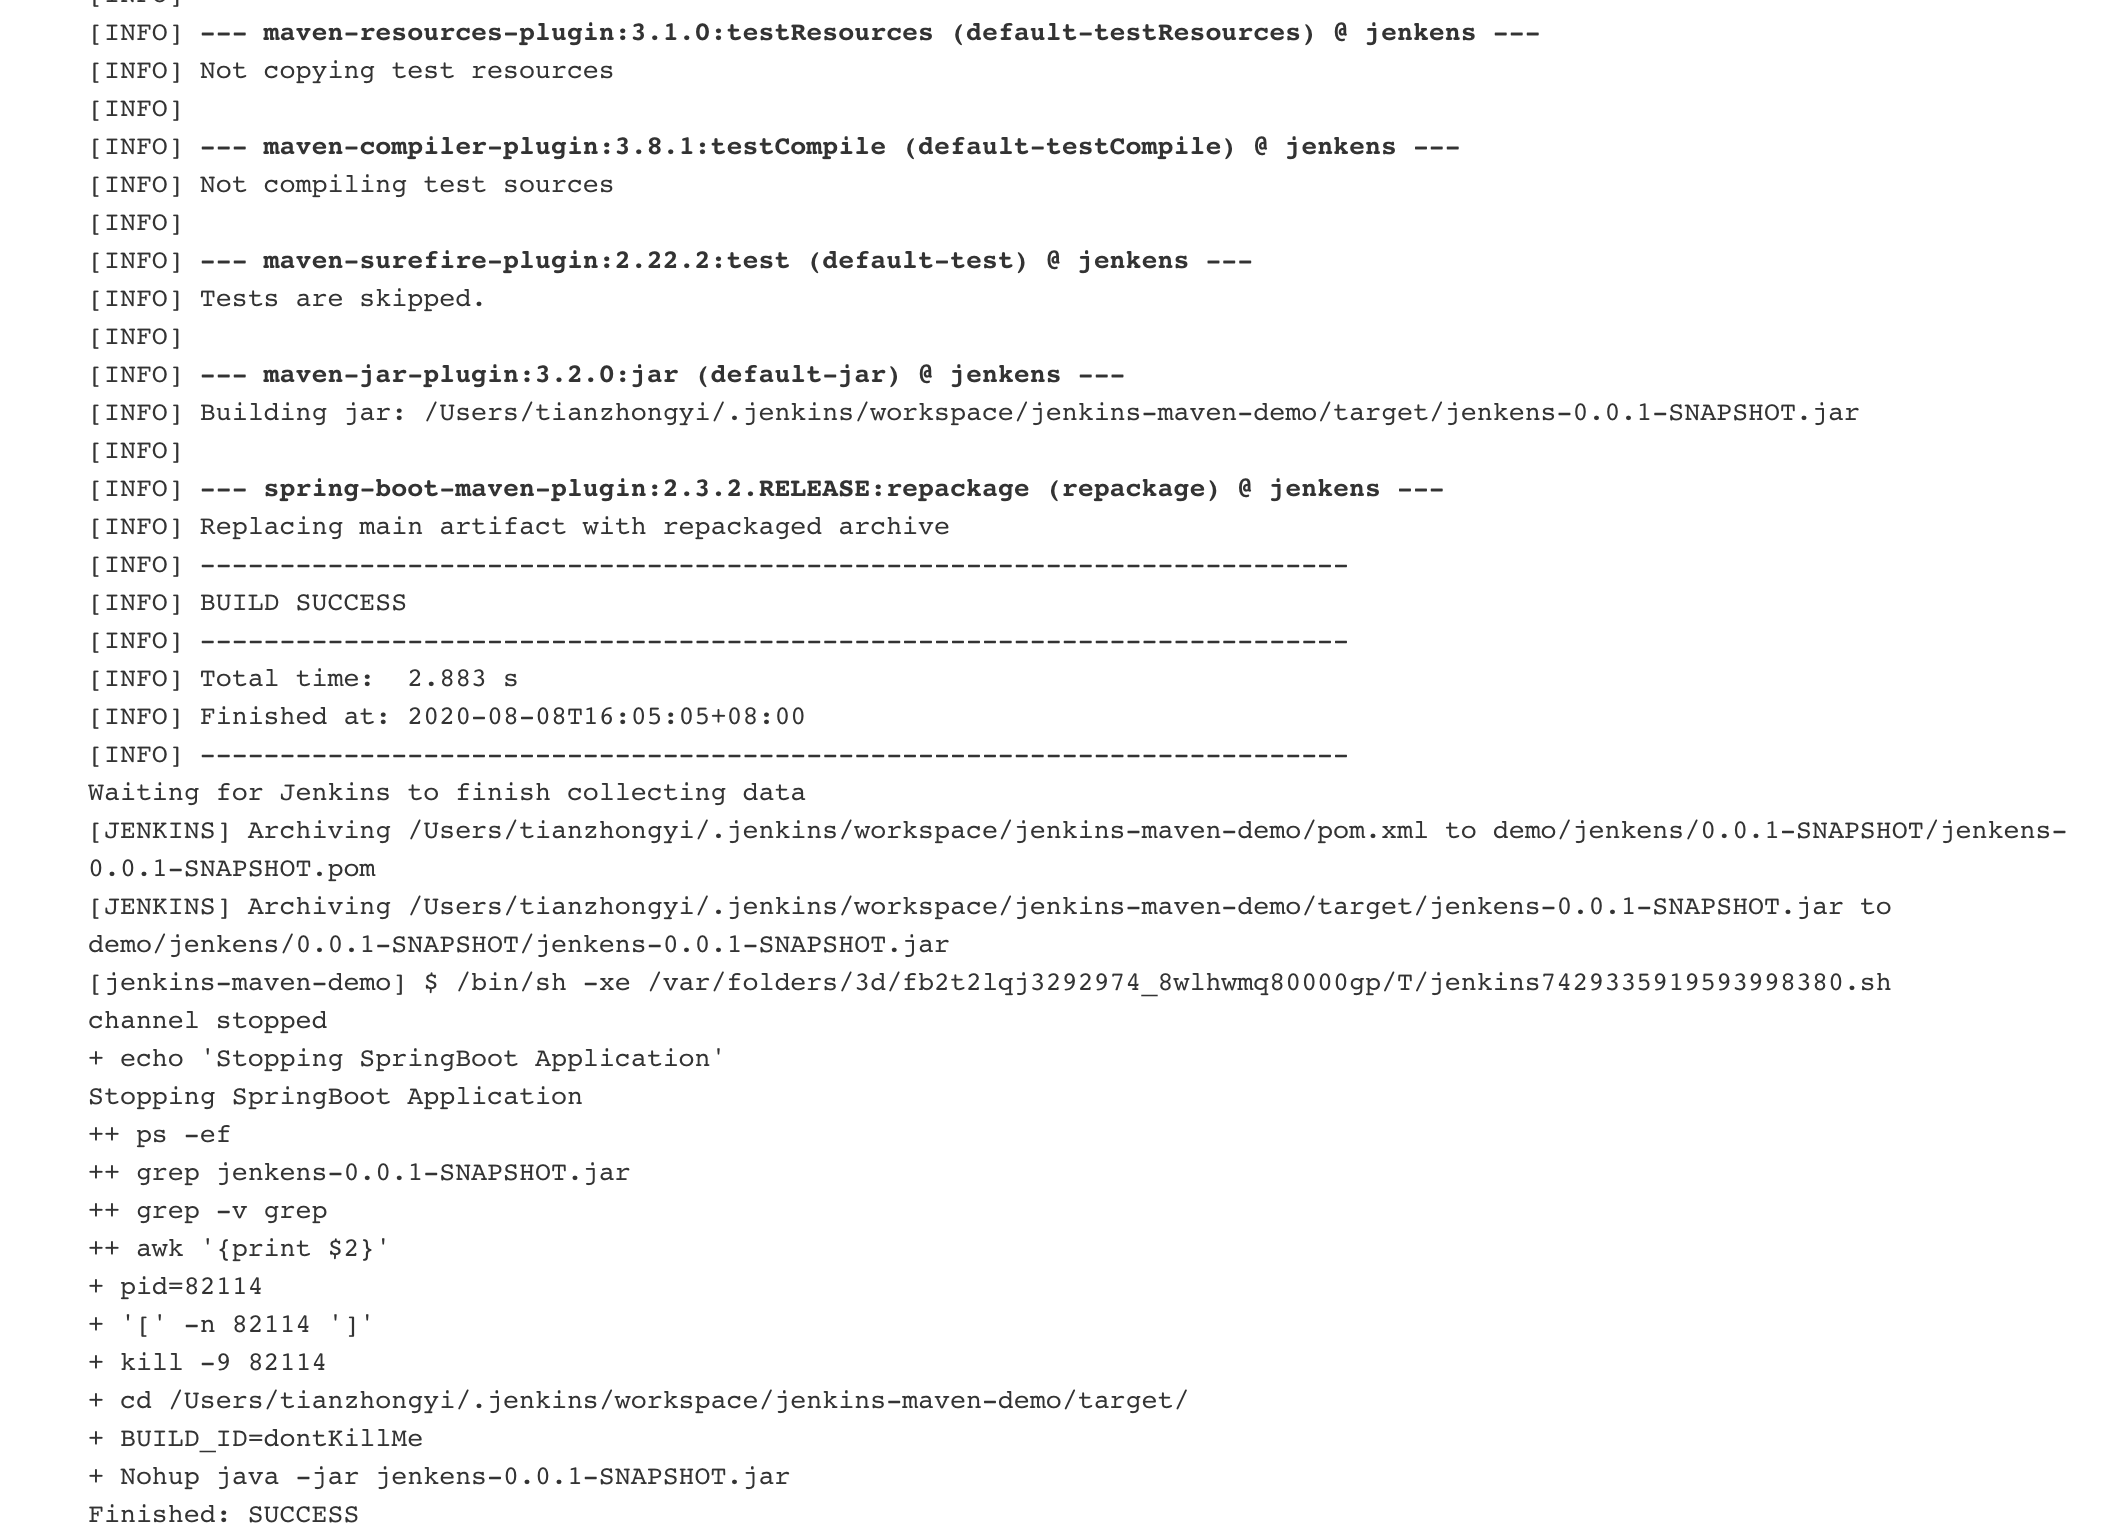 [INFO]
[INFO] --- maven-resources-plugin:3.1.0:testResources (default-testResources) @ jenkens ---
[INFO] Not copying test resources
[INFO]
[INFO] --- maven-compiler-plugin:3.8.1:testCompile (default-testCompile) @ jenkens ---
[INFO] Not compiling test sources
[INFO]
[INFO] --- maven-surefire-plugin:2.22.2:test (default-test) @ jenkens ---
[INFO] Tests are skipped.
[INFO]
[INFO] --- maven-jar-plugin:3.2.0:jar (default-jar) @ jenkens ---
[INFO] Building jar: /Users/tianzhongyi/.jenkins/workspace/jenkins-maven-demo/target/jenkens-0.0.1-SNAPSHOT.jar
[INFO]
[INFO] --- spring-boot-maven-plugin:2.3.2.RELEASE:repackage (repackage) @ jenkens ---
[INFO] Replacing main artifact with repackaged archive
[INFO] ------------------------------------------------------------------------
[INFO] BUILD SUCCESS
[INFO] ------------------------------------------------------------------------
[INFO] Total time:  2.883 s
[INFO] Finished at: 2020-08-08T16:05:05+08:00
[INFO] ------------------------------------------------------------------------
Waiting for Jenkins to finish collecting data
[JENKINS] Archiving /Users/tianzhongyi/.jenkins/workspace/jenkins-maven-demo/pom.xml to demo/jenkens/0.0.1-SNAPSHOT/jenkens-
0.0.1-SNAPSHOT.pom
[JENKINS] Archiving /Users/tianzhongyi/.jenkins/workspace/jenkins-maven-demo/target/jenkens-0.0.1-SNAPSHOT.jar to
demo/jenkens/0.0.1-SNAPSHOT/jenkens-0.0.1-SNAPSHOT.jar
[jenkins-maven-demo] $ /bin/sh -xe /var/folders/3d/fb2t2lqj3292974_8wlhwmq80000gp/T/jenkins7429335919593998380.sh
channel stopped
+ echo 'Stopping SpringBoot Application'
Stopping SpringBoot Application
++ ps -ef
++ grep jenkens-0.0.1-SNAPSHOT.jar
++ grep -v grep
++ awk '{print $2}'
+ pid=82114
+ '[' -n 82114 ']'
+ kill -9 82114
+ cd /Users/tianzhongyi/.jenkins/workspace/jenkins-maven-demo/target/
+ BUILD_ID=dontKillMe
+ Nohup java -jar jenkens-0.0.1-SNAPSHOT.jar
Finished: SUCCESS